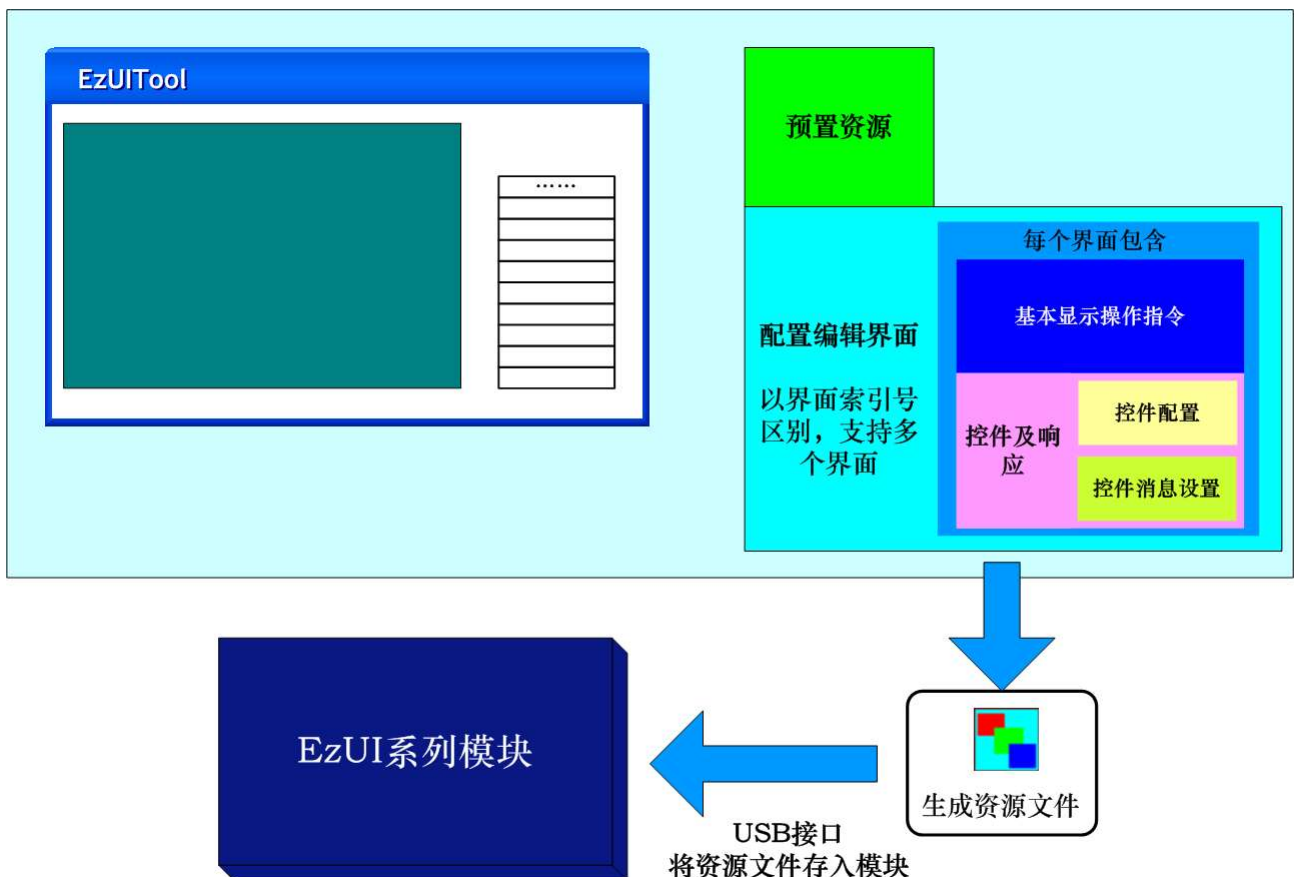 EzUITool
……
预置资源
每个界面包含
基本显示操作指令
配置编辑界面
以界面索引号
区别，支持多
个界面
控件及响
应
控件配置
控件消息设置
生成资源文件
EzUI系列模块
USB接口
将资源文件存入模块